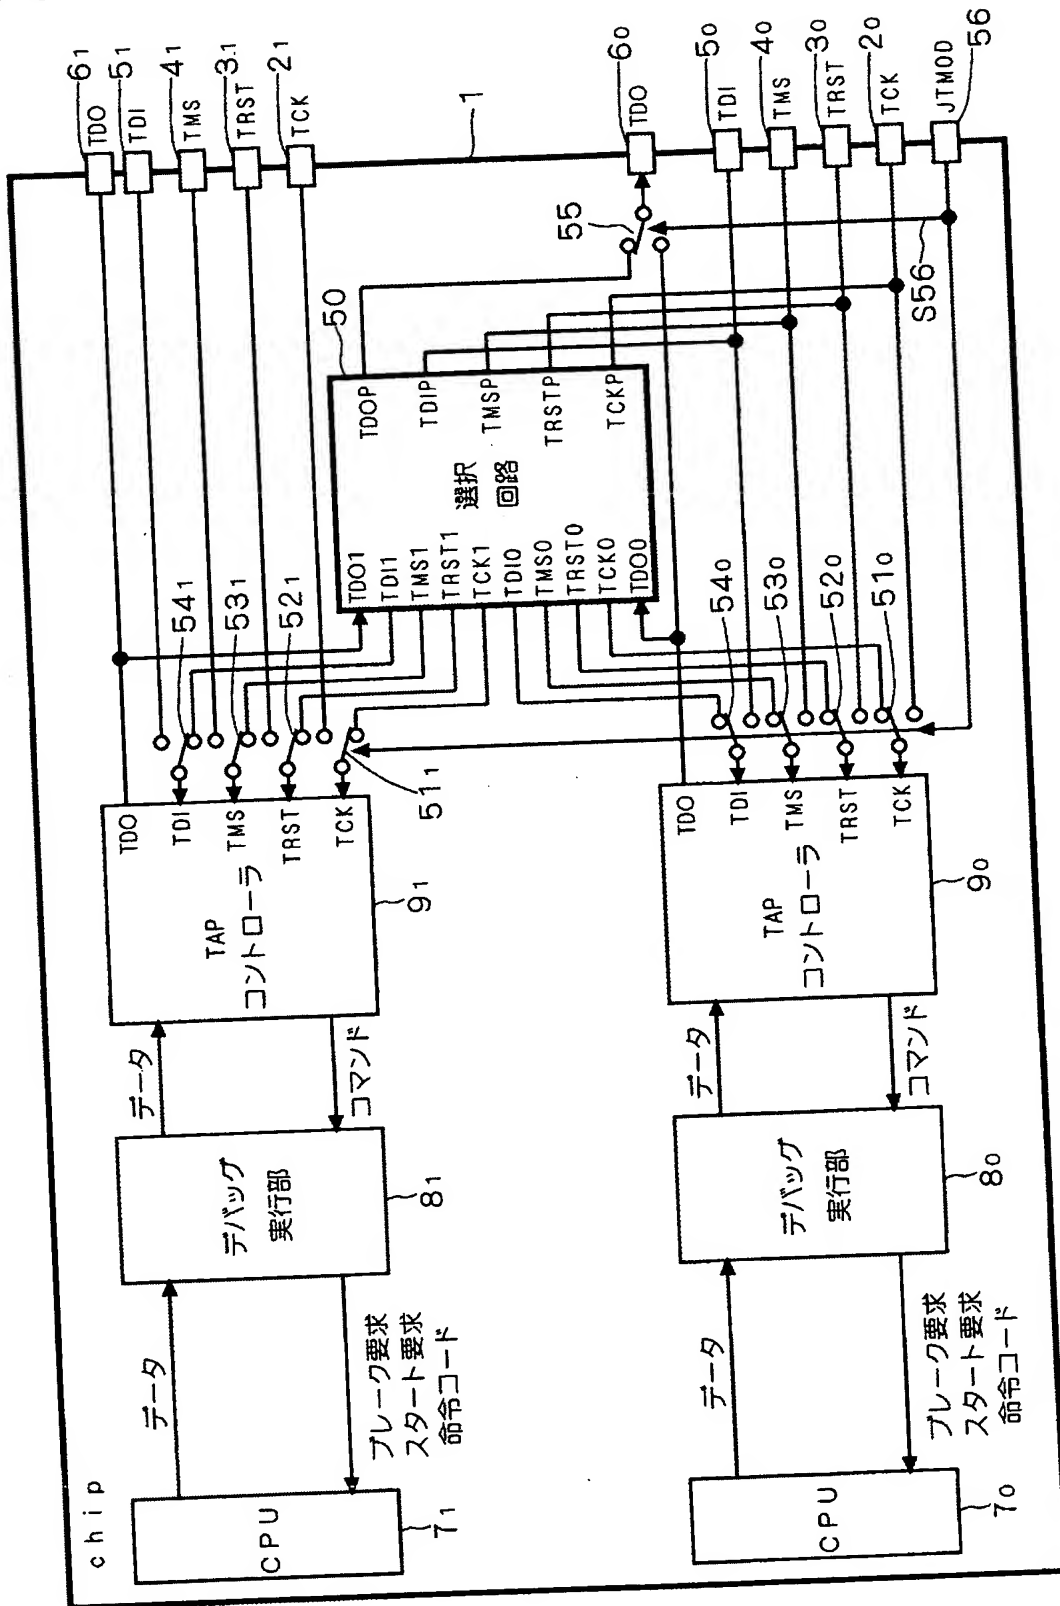 chip
CPU
7₁
データ
ブレーク要求
スタート要求
命令コード
デバッグ
実行部
8₁
データ
コマンド
TAP
コントローラ
9₁
TDO
TDI
TMS
TRST
TCK
54₁
53₁
52₁
51₁
TDO1
TDI1
TMS1
TRST1
TCK1
TDI0
TMS0
TRST0
TCK0
TDO0
選択
回路
TDOP
TDIP
TMSP
TRSTP
TCKP
50
6₁ TDO
5₁ TDI
4₁ TMS
3₁ TRST
2₁ TCK
1
55
6₀ TDO
5₀ TDI
4₀ TMS
3₀ TRST
2₀ TCK
56 JTMOD
S56
CPU
7₀
データ
ブレーク要求
スタート要求
命令コード
デバッグ
実行部
8₀
データ
コマンド
TAP
コントローラ
9₀
TDO
TDI
TMS
TRST
TCK
54₀
53₀
52₀
51₀